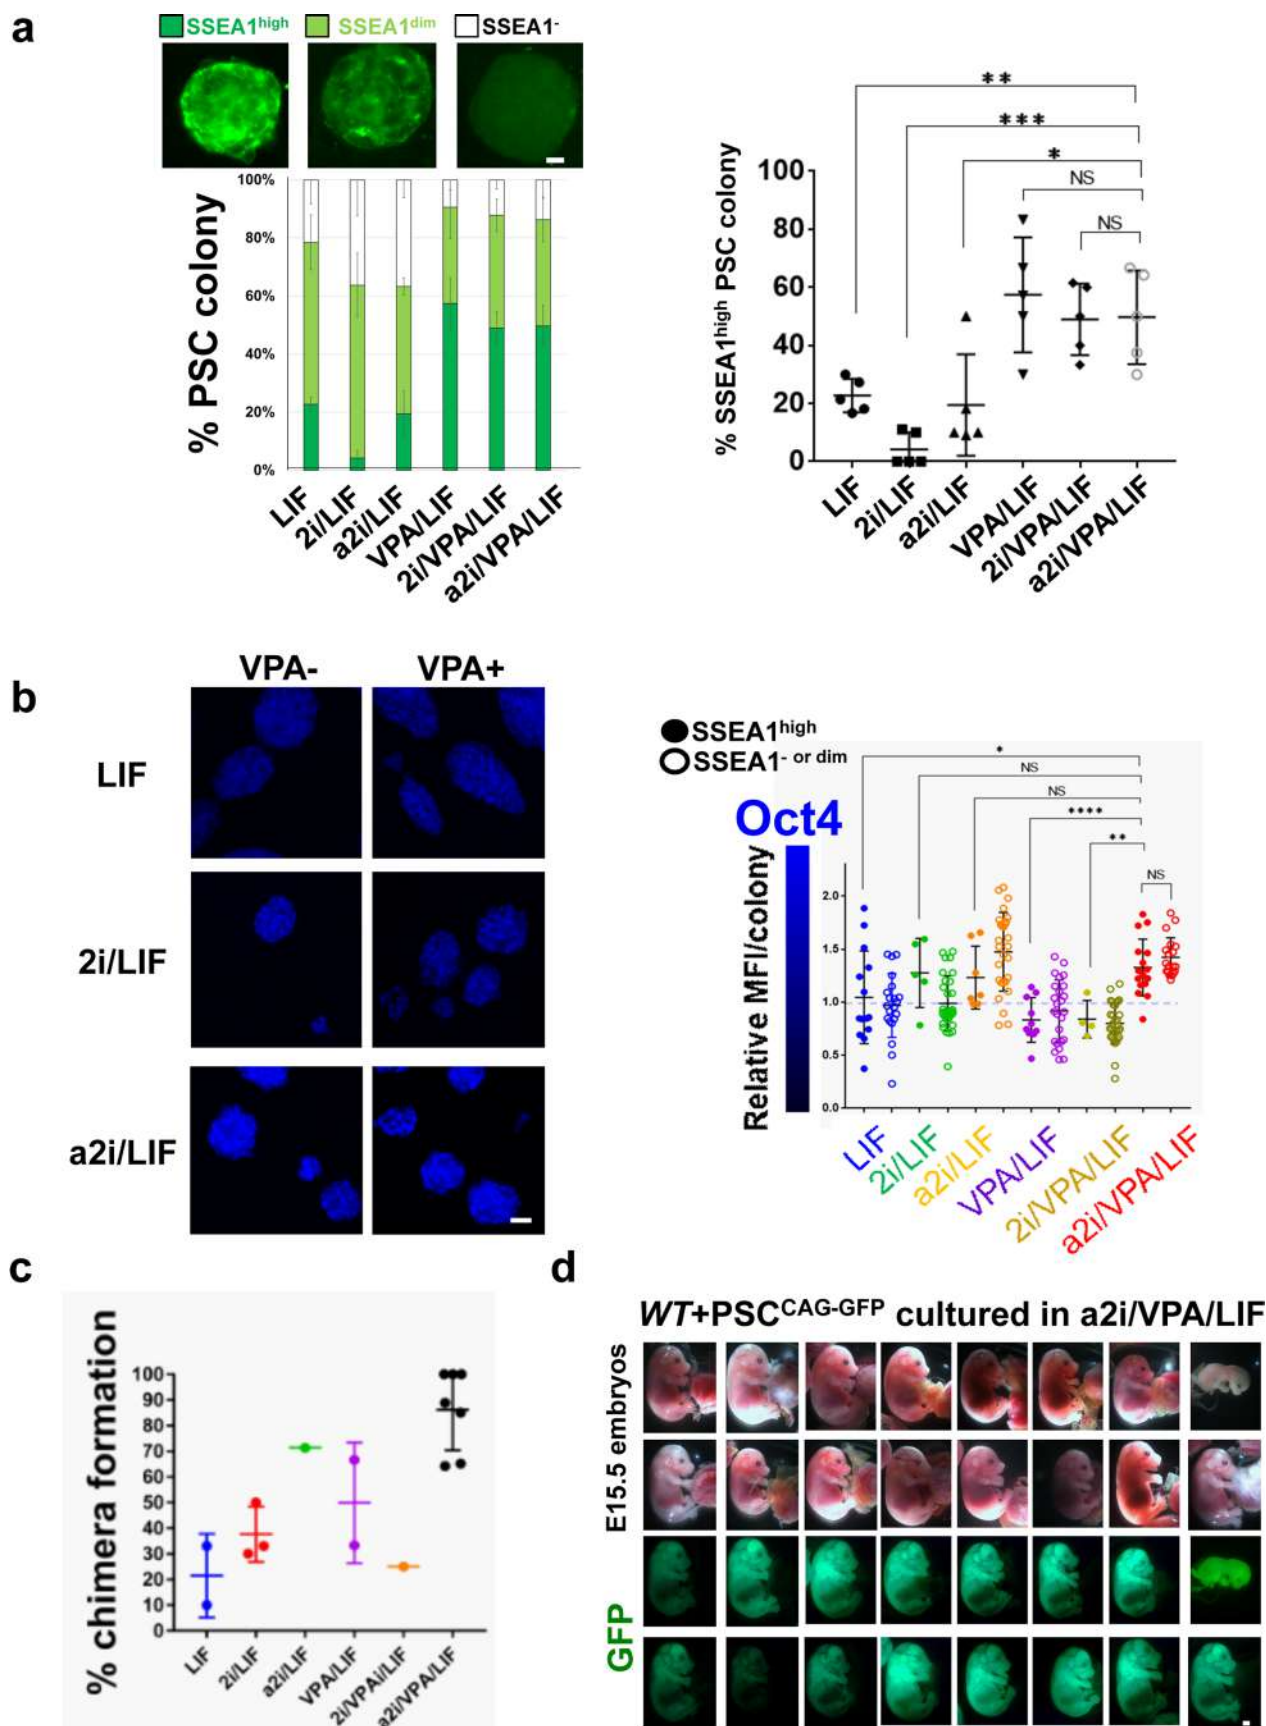 a
SSEA1high SSEA1dim SSEA1-
% PSC colony
100%
80%
60%
40%
20%
0%
LIF
2i/LIF
a2i/LIF
VPA/LIF
2i/VPA/LIF
a2i/VPA/LIF
% SSEA1high PSC colony
**
***
*
NS
NS
100
80
60
40
20
0
LIF
2i/LIF
a2i/LIF
VPA/LIF
2i/VPA/LIF
a2i/VPA/LIF
b
VPA- VPA+
LIF
2i/LIF
a2i/LIF
SSEA1high
SSEA1- or dim
Oct4
Relative MFI/colony
*
NS
NS
****
**
NS
2.0
1.5
1.0
0.5
0.0
LIF
2i/LIF
a2i/LIF
VPA/LIF
2i/VPA/LIF
a2i/VPA/LIF
c
% chimera formation
100
90
80
70
60
50
40
30
20
10
0
LIF
2i/LIF
a2i/LIF
VPA/LIF
2i/VPAi/LIF
a2i/VPA/LIF
d
WT+PSCCAG-GFP cultured in a2i/VPA/LIF
E15.5 embryos
GFP